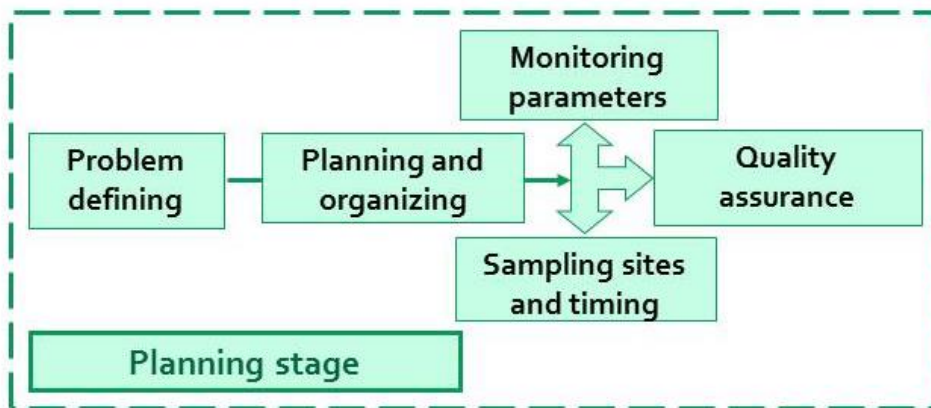 Monitoring
parameters
Problem
defining
Planning and
organizing
Quality
assurance
Sampling sites
and timing
Planning stage